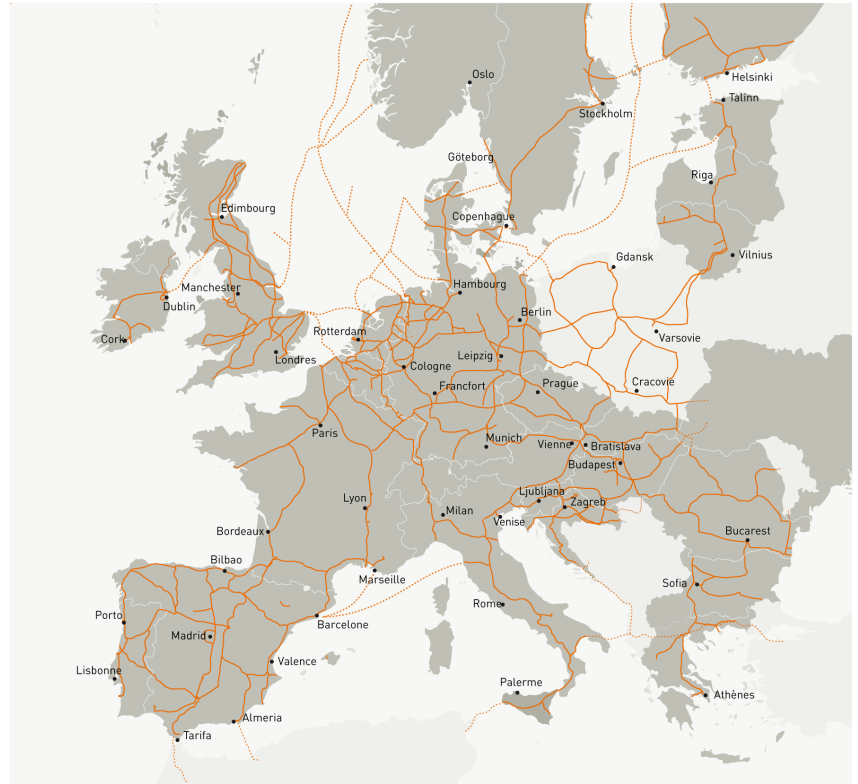 Oslo
Helsinki
Talinn
Stockholm
Göteborg
Riga
Edimbourg
Copenhague
Vilnius
Gdansk
Manchester
Dublin
Hambourg
Berlin
Rotterdam
Varsovie
Cork
Londres
Leipzig
Cologne
Francfort
Prague
Cracovie
Paris
Munich
Vienne
Bratislava
Budapest
Lyon
Ljubljana
Milan
Zagreb
Venise
Bordeaux
Bucarest
Bilbao
Marseille
Sofia
Rome
Porto
Barcelone
Madrid
Valence
Lisbonne
Palerme
Athènes
Almeria
Tarifa